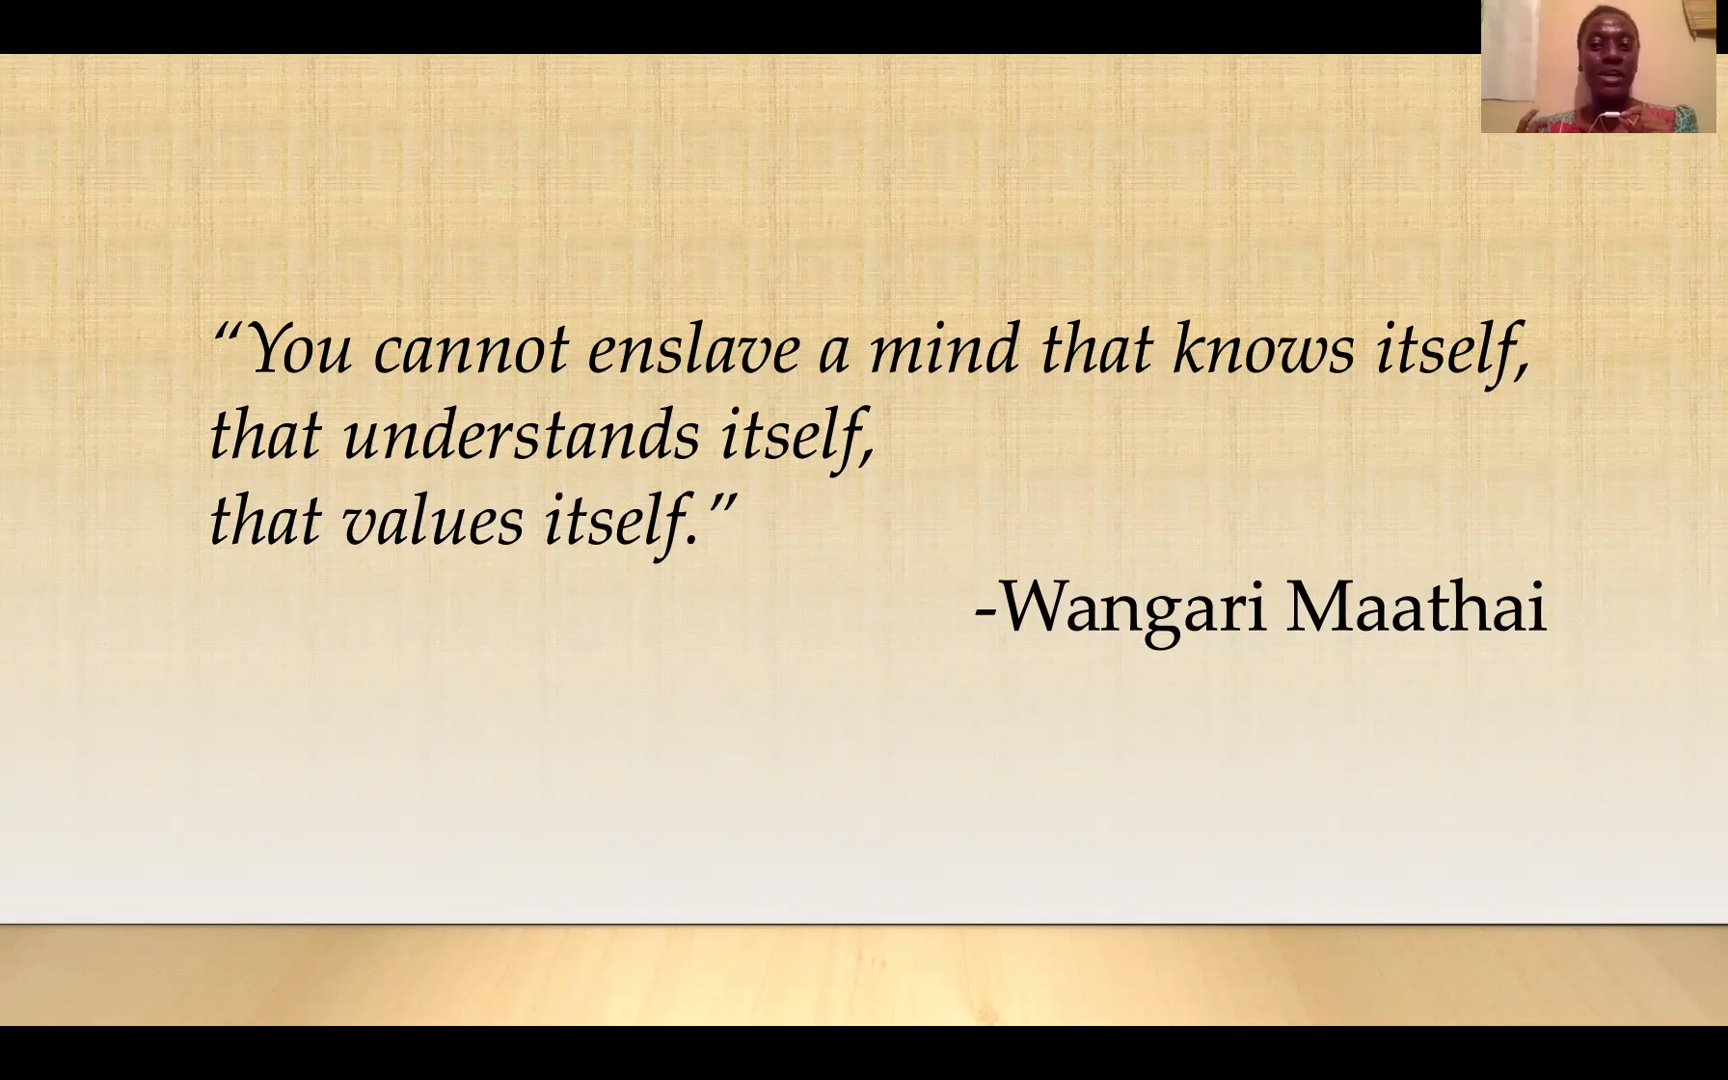 “You cannot enslave a mind that knows itself,
that understands itself,
that values itself.”
-Wangari Maathai